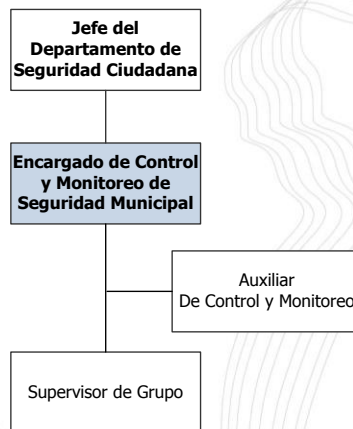 Jefe del
Departamento de
Seguridad Ciudadana
Encargado de Control
y Monitoreo de
Seguridad Municipal
Auxiliar
De Control y Monitoreo
Supervisor de Grupo